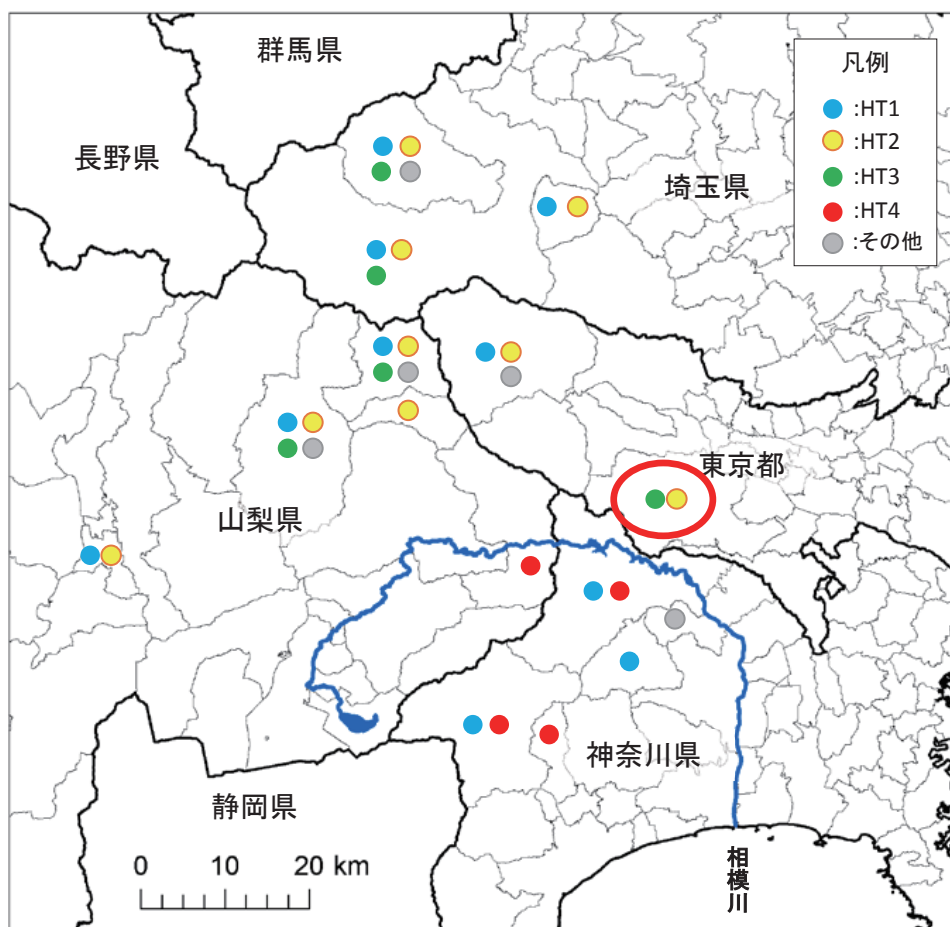 群馬県
長野県
埼玉県
凡例
:HT1
:HT2
:HT3
:HT4
:その他
東京都
山梨県
神奈川県
静岡県
0 10 20 km
相模川